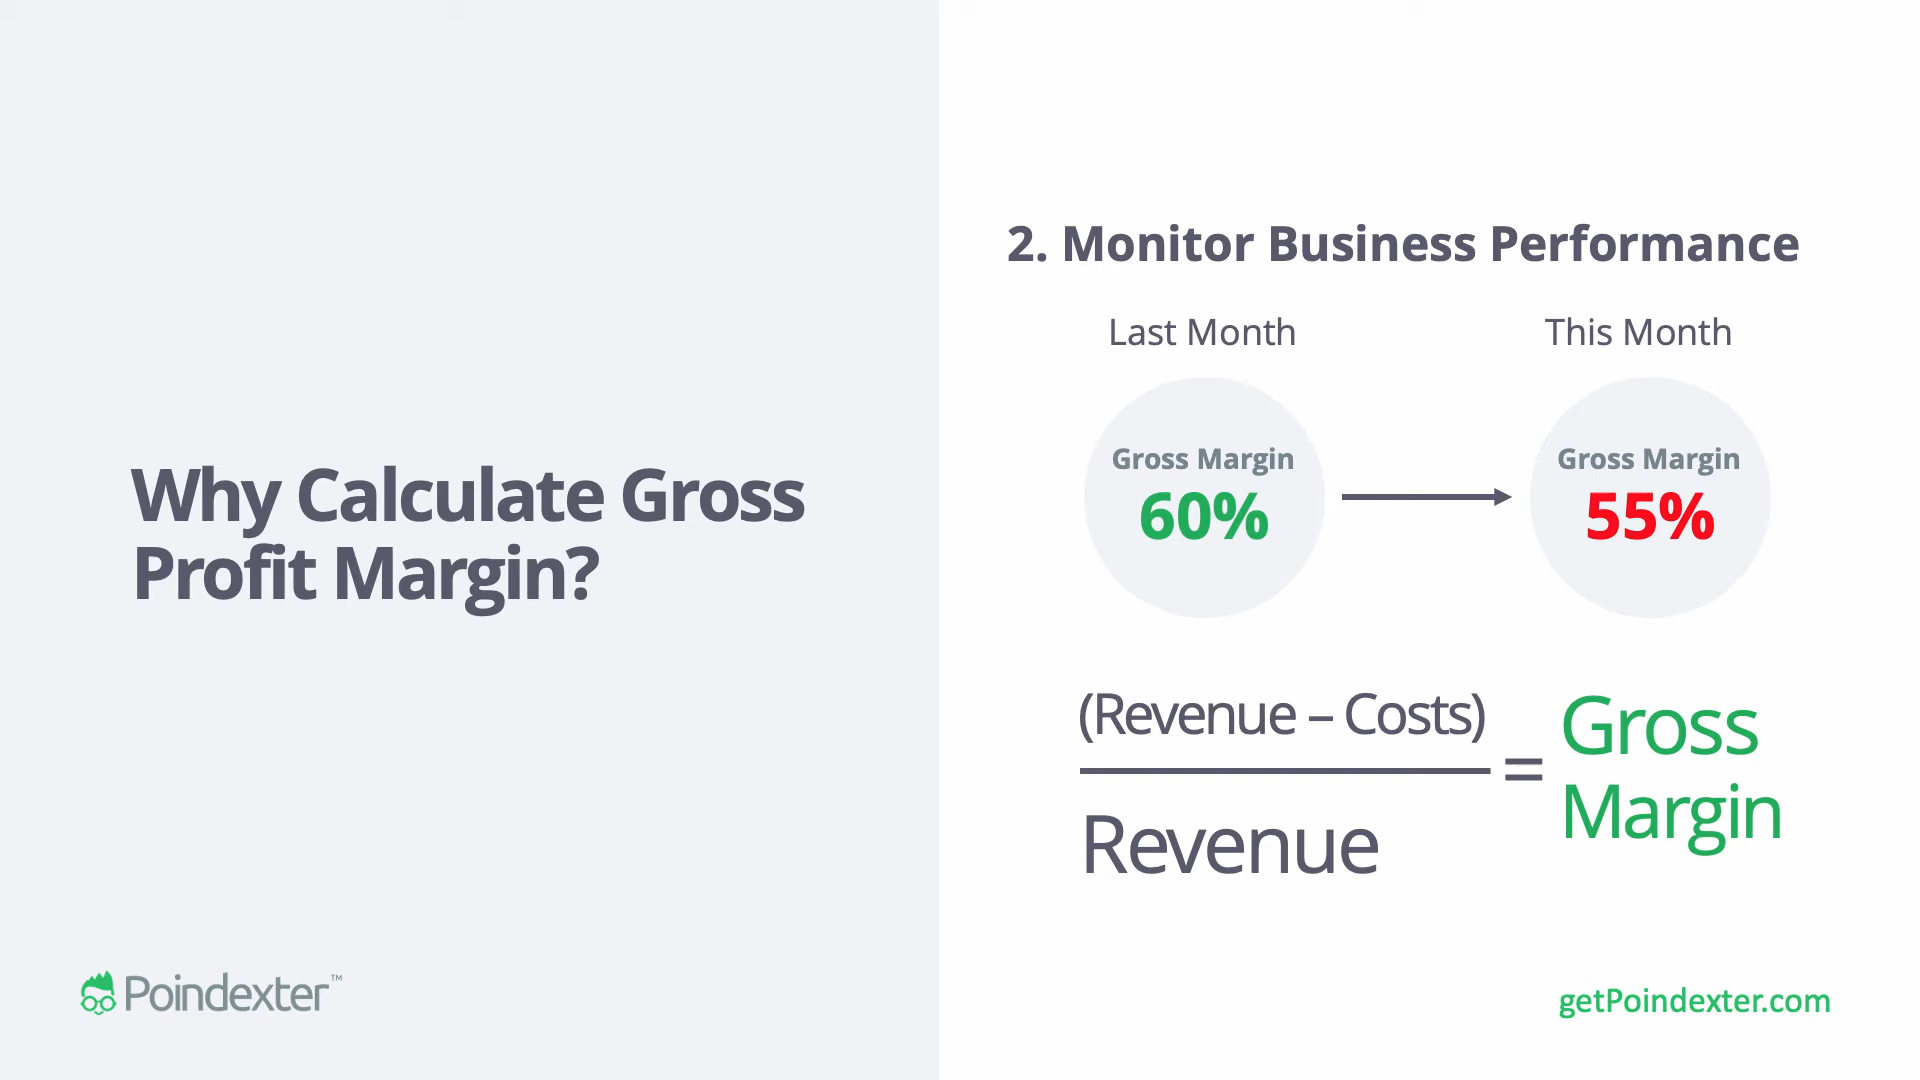 Why Calculate Gross
Profit Margin?
2. Monitor Business Performance
Last Month
This Month
Gross Margin
60%
Gross Margin
55%
(Revenue – Costs)
Revenue
=
Gross
Margin
Poindexter™
getPoindexter.com